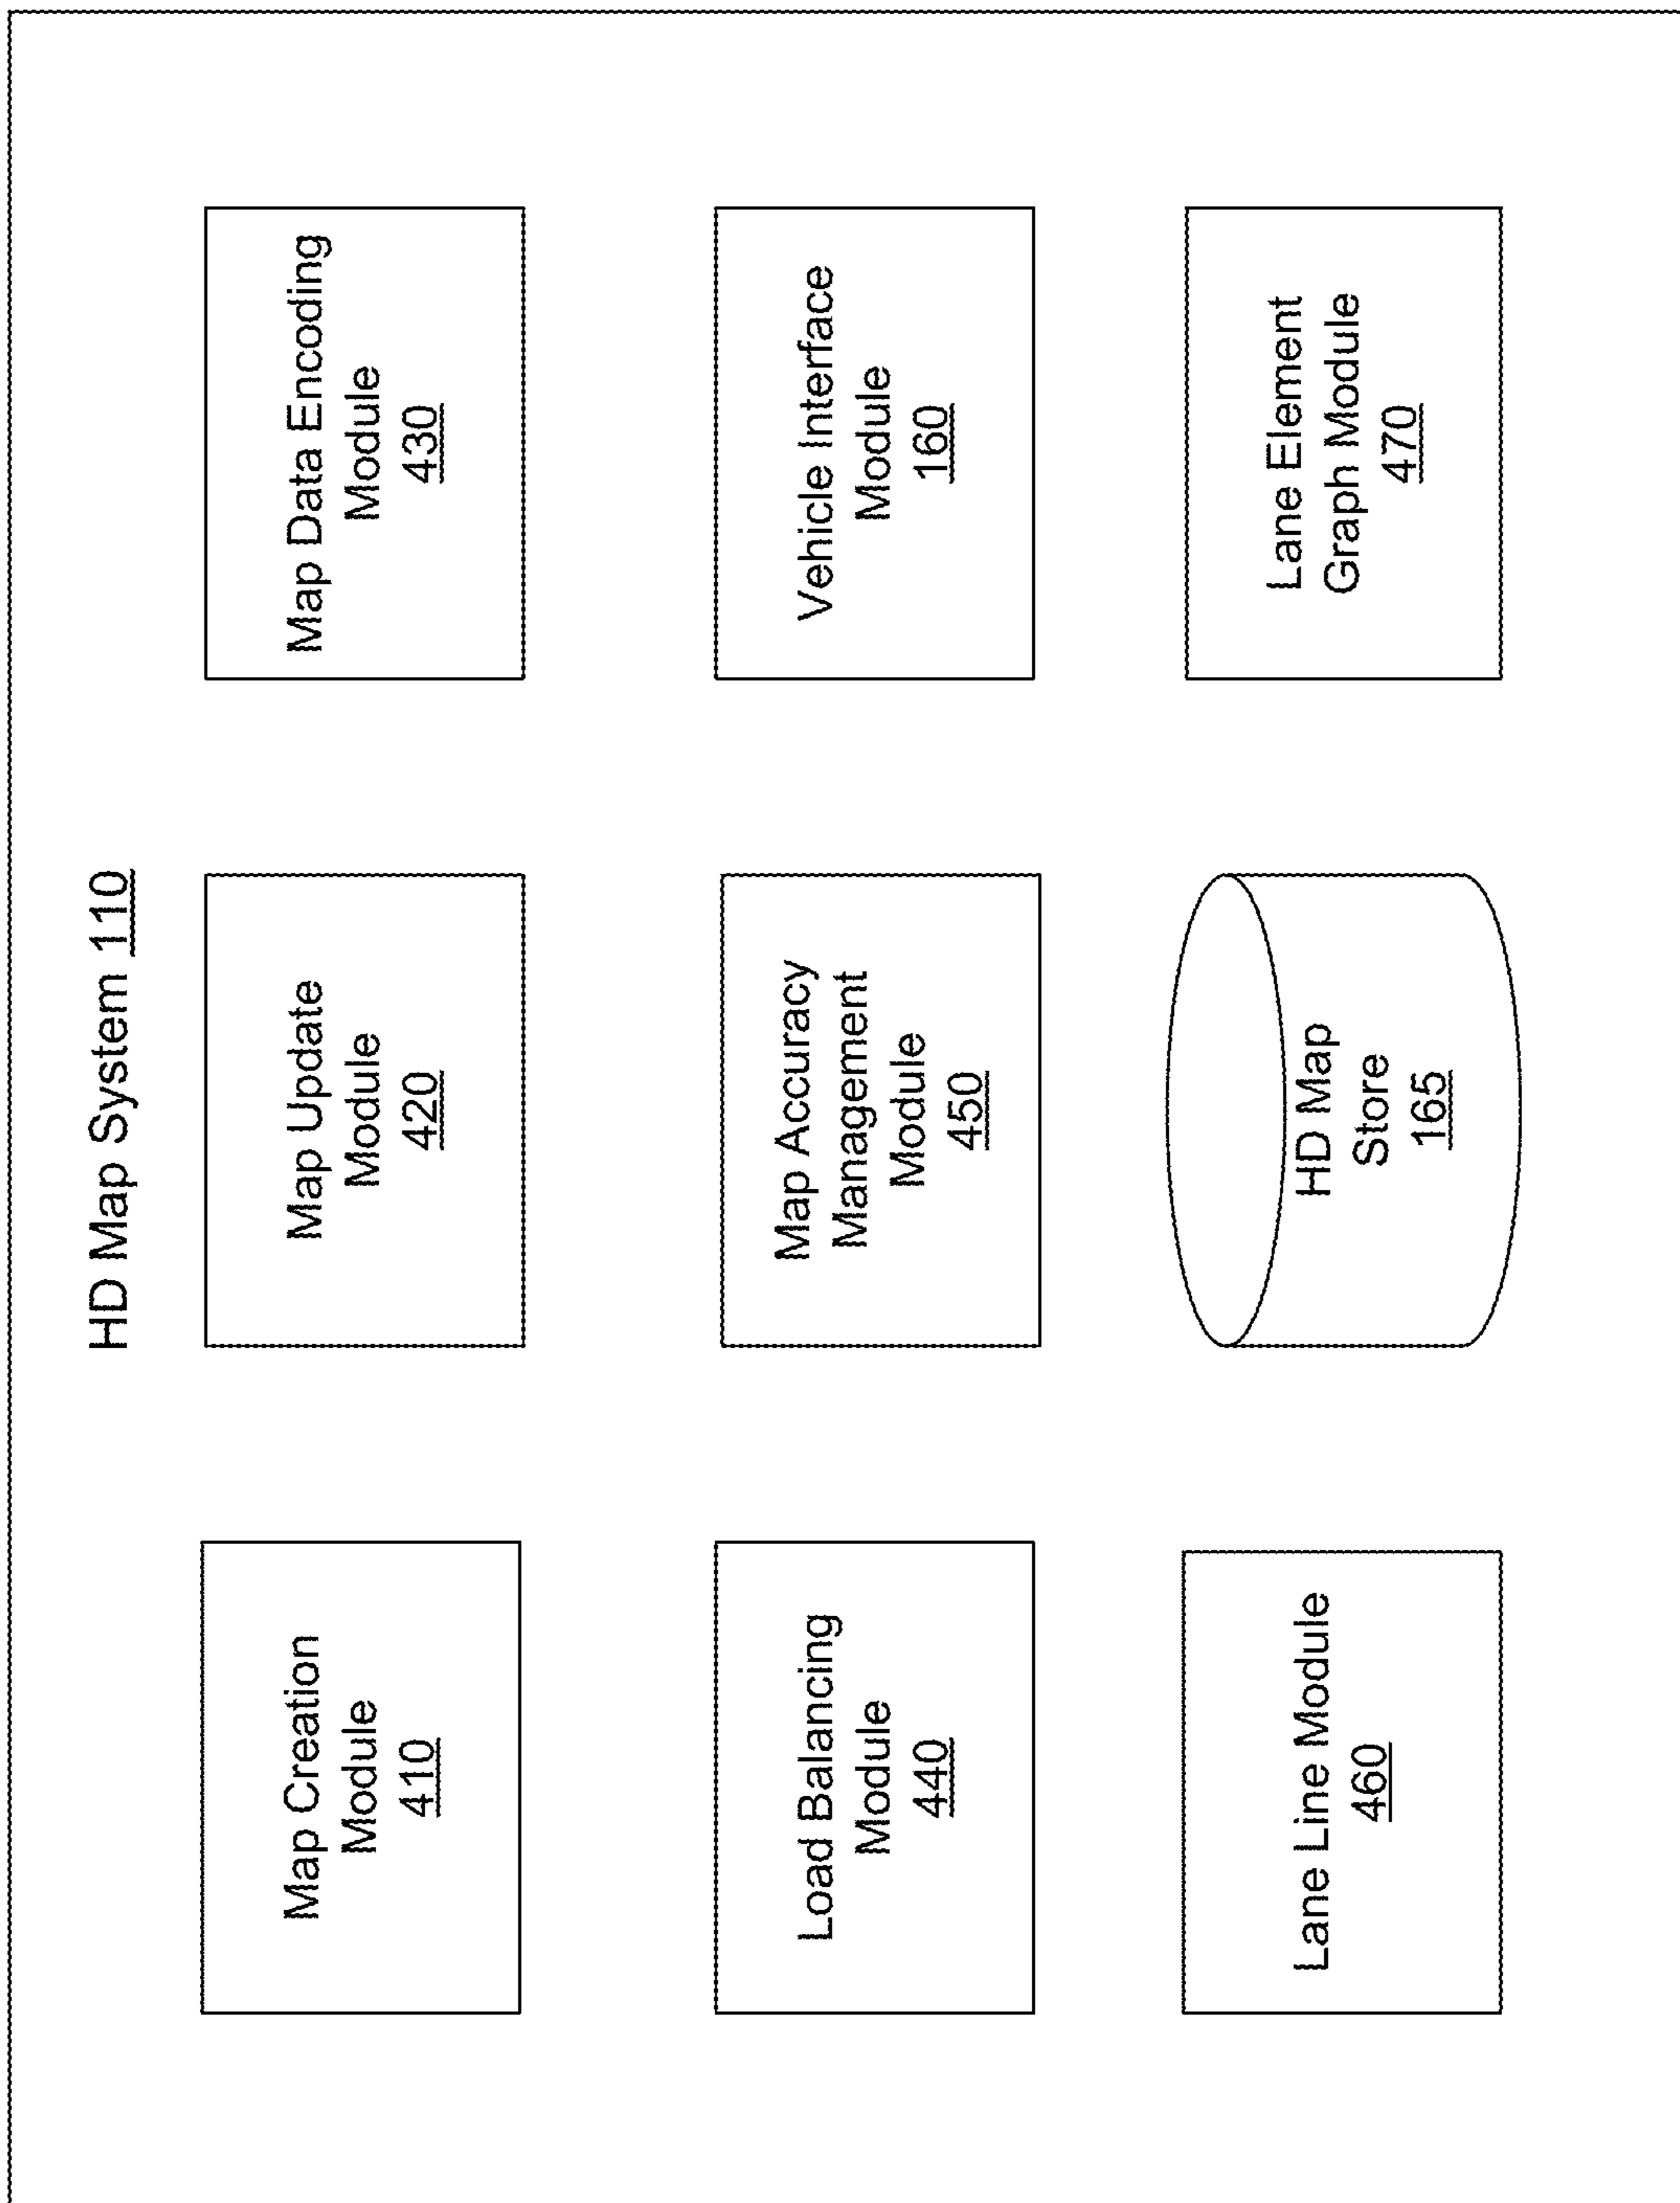 HD Map System 110
Map Creation
Module
410
Map Update
Module
420
Map Data Encoding
Module
430
Load Balancing
Module
440
Map Accuracy
Management
Module
450
Vehicle Interface
Module
160
Lane Line Module
460
HD Map
Store
165
Lane Element
Graph Module
470